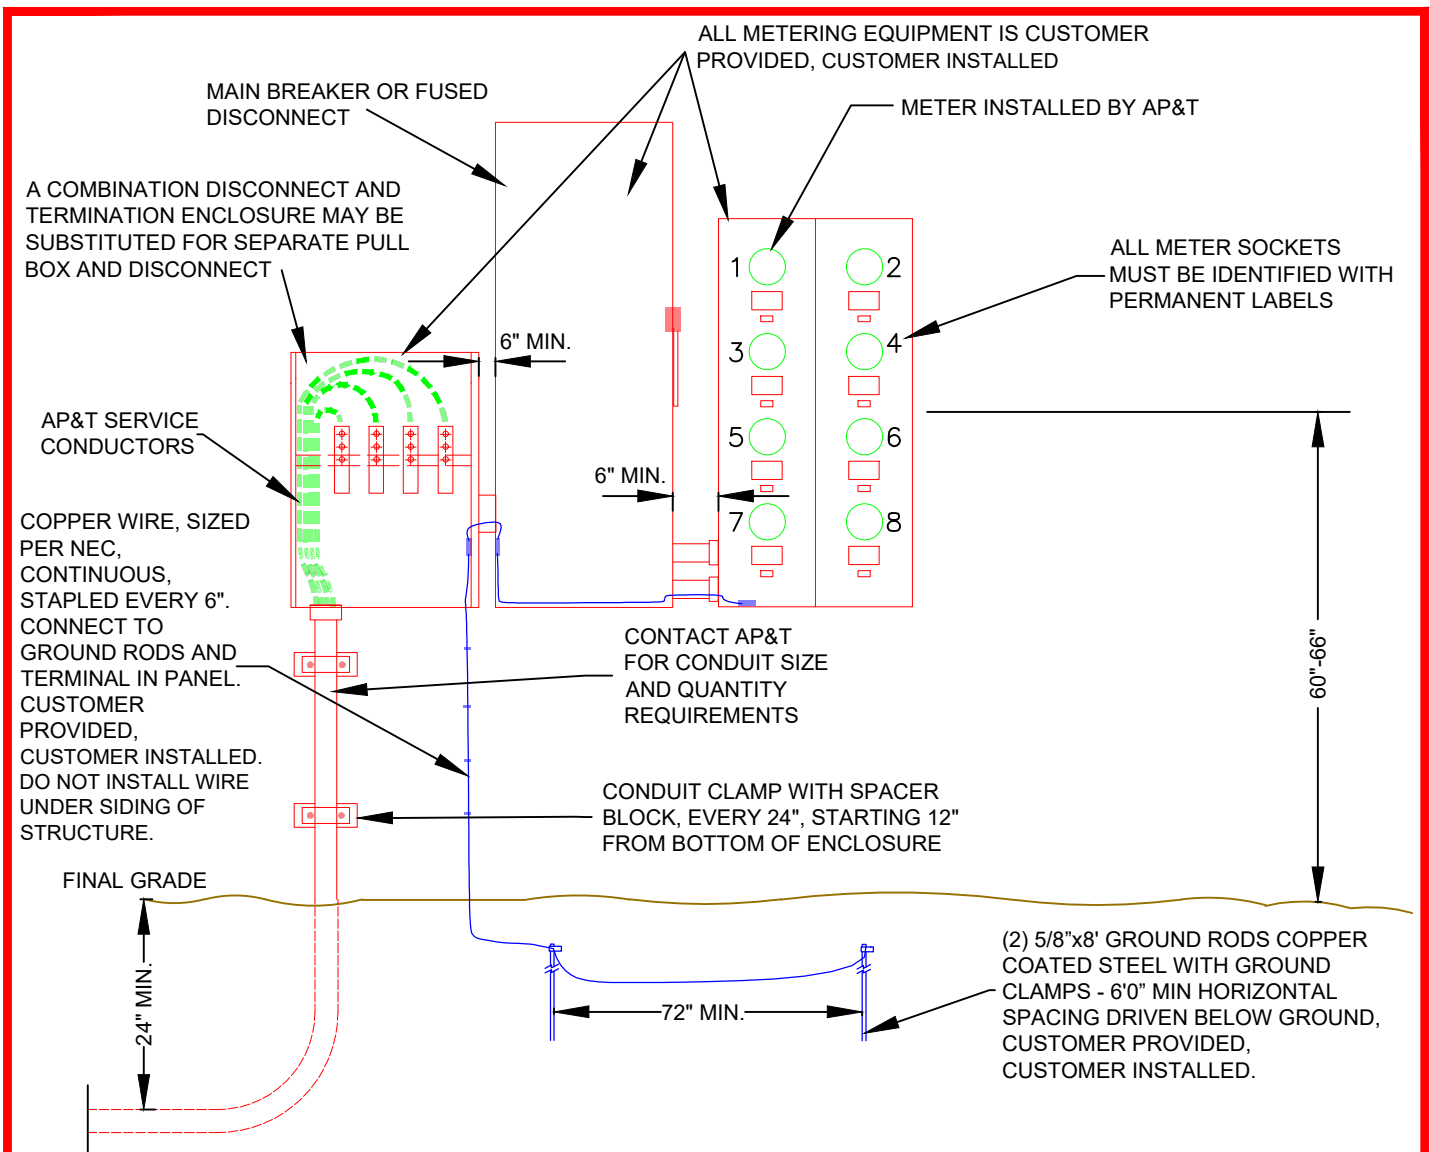 ALL METERING EQUIPMENT IS CUSTOMER
PROVIDED, CUSTOMER INSTALLED
MAIN BREAKER OR FUSED
DISCONNECT
METER INSTALLED BY AP&T
A COMBINATION DISCONNECT AND
TERMINATION ENCLOSURE MAY BE
SUBSTITUTED FOR SEPARATE PULL
BOX AND DISCONNECT
ALL METER SOCKETS
MUST BE IDENTIFIED WITH
PERMANENT LABELS
1
2
3
4
5
6
7
8
6" MIN.
6" MIN.
AP&T SERVICE
CONDUCTORS
COPPER WIRE, SIZED
PER NEC,
CONTINUOUS,
STAPLED EVERY 6".
CONNECT TO
GROUND RODS AND
TERMINAL IN PANEL.
CUSTOMER
PROVIDED,
CUSTOMER INSTALLED.
DO NOT INSTALL WIRE
UNDER SIDING OF
STRUCTURE.
CONTACT AP&T
FOR CONDUIT SIZE
AND QUANTITY
REQUIREMENTS
60"-66"
CONDUIT CLAMP WITH SPACER
BLOCK, EVERY 24", STARTING 12"
FROM BOTTOM OF ENCLOSURE
FINAL GRADE
24" MIN.
72" MIN.
(2) 5/8"x8' GROUND RODS COPPER
COATED STEEL WITH GROUND
CLAMPS - 6'0" MIN HORIZONTAL
SPACING DRIVEN BELOW GROUND,
CUSTOMER PROVIDED,
CUSTOMER INSTALLED.